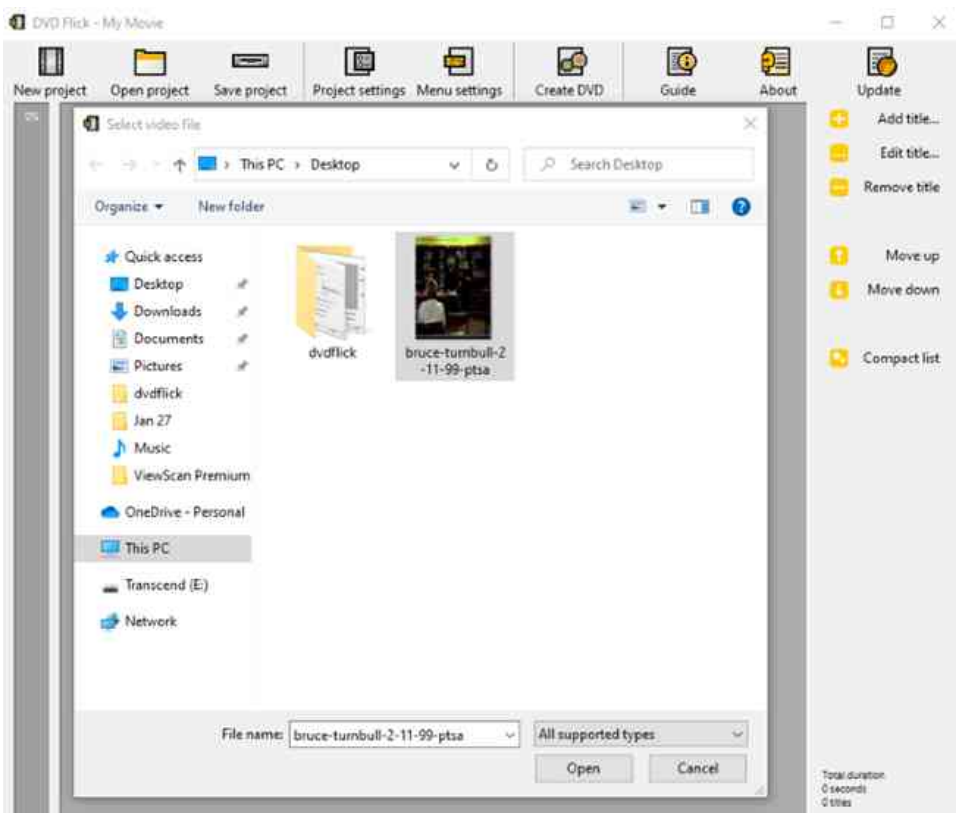 DVD Flick - My Movie
New project Open project Save project Project settings Menu settings Create DVD Guide About Update
0%
Select video file
This PC > Desktop
Search Desktop
Organize
New folder
Quick access
Desktop
Downloads
Documents
Pictures
dvdflick
Jan 27
Music
ViewScan Premium
OneDrive - Personal
This PC
Transcend (E:)
Network
dvdflick
bruce-turnbull-2
-11-99-ptsa
File name: bruce-turnbull-2-11-99-ptsa
All supported types
Open Cancel
Add title...
Edit title...
Remove title
Move up
Move down
Compact list
Total duration
0 seconds
0 titles